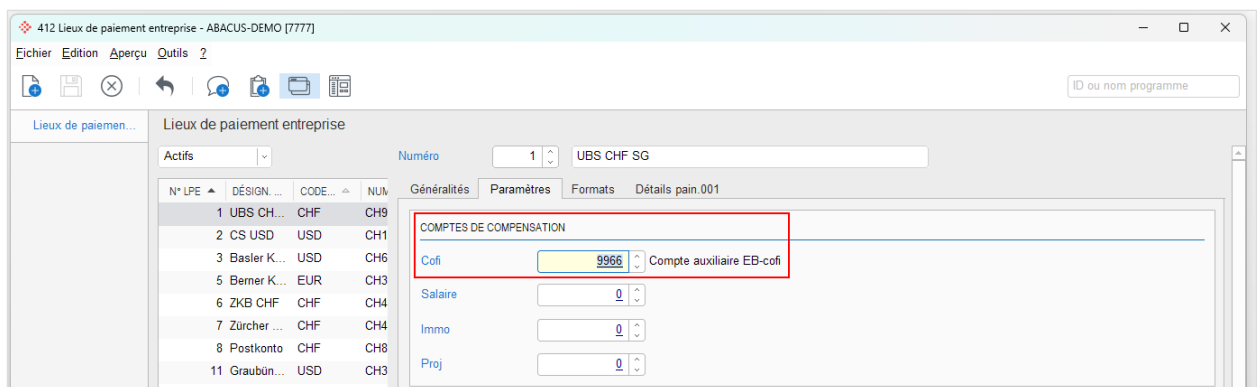 412 Lieux de paiement entreprise - ABACUS-DEMO [7777]
Fichier Edition Aperçu Outils ?
ID ou nom programme
Lieux de paiemen...
Lieux de paiement entreprise
Actifs
Numéro 1 UBS CHF SG
N° LPE DÉSIGN. ... CODE... NUM
1 UBS CH... CHF CH9
2 CS USD USD CH1
3 Basler K... USD CH6
5 Berner K... EUR CH3
6 ZKB CHF CHF CH4
7 Zürcher ... CHF CH4
8 Postkonto CHF CH8
11 Graubün... USD CH3
Généralités Paramètres Formats Détails pain.001
COMPTES DE COMPENSATION
Cofi 9966 Compte auxiliaire EB-cofi
Salaire 0
Immo 0
Proj 0